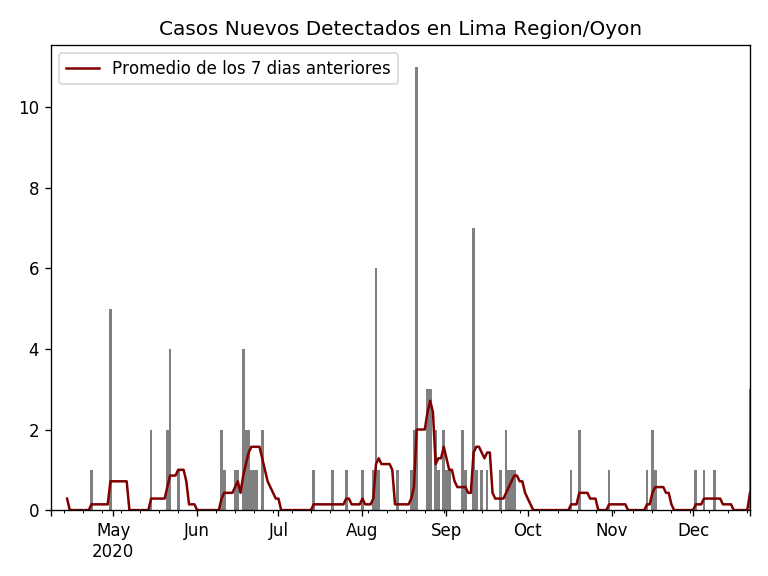 Casos Nuevos Detectados en Lima Region/Oyon
Promedio de los 7 dias anteriores
10
8
6
4
2
0
May Jun Jul Aug Sep Oct Nov Dec
2020